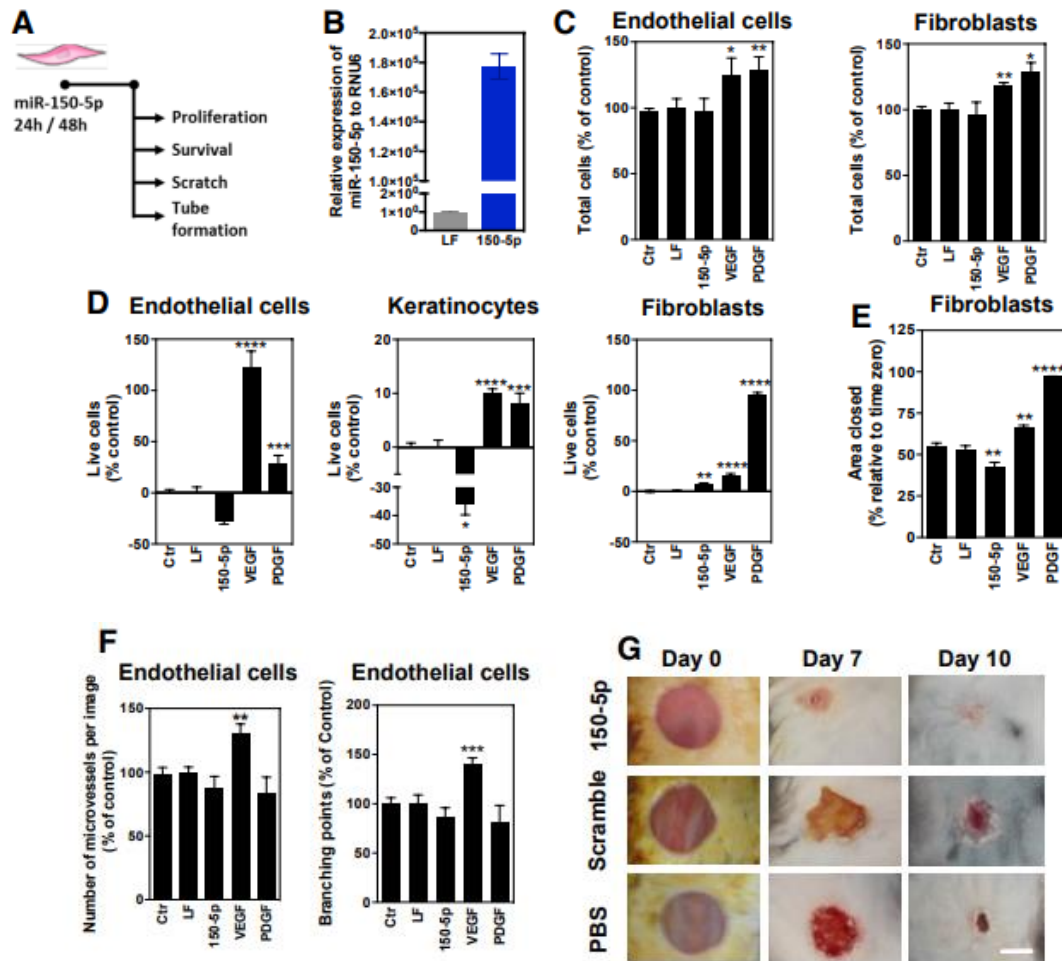 A
miR-150-5p
24h / 48h
Proliferation
Survival
Scratch
Tube
formation
B
Relative expression of
miR-150-5p to RNU6
2.0×10⁵
1.8×10⁵
1.6×10⁵
1.4×10⁵
1.2×10⁵
1.0×10⁵
2×10⁰
1×10⁰
0
LF
150-5p
C
Endothelial cells
Total cells (% of control)
150
100
50
0
*
**
Ctr
LF
150-5p
VEGF
PDGF
Fibroblasts
Total cells (% of control)
150
100
50
0
**
*
Ctr
LF
150-5p
VEGF
PDGF
D
Endothelial cells
Live cells
(% control)
150
100
50
0
-50
****
***
Ctr
LF
150-5p
VEGF
PDGF
Keratinocytes
Live cells
(% control)
20
10
0
-30
-40
-50
*
****
***
Ctr
LF
150-5p
VEGF
PDGF
Fibroblasts
Live cells
(% control)
150
100
50
0
-50
**
****
****
Ctr
LF
150-5p
VEGF
PDGF
E
Fibroblasts
Area closed
(% relative to time zero)
125
100
75
50
25
0
**
**
****
Ctr
LF
150-5p
VEGF
PDGF
F
Endothelial cells
Number of microvessels per image
(% of control)
150
100
50
0
**
Ctr
LF
150-5p
VEGF
PDGF
Endothelial cells
Branching points (% of Control)
200
150
100
50
0
***
Ctr
LF
150-5p
VEGF
PDGF
G
Day 0
Day 7
Day 10
150-5p
Scramble
PBS